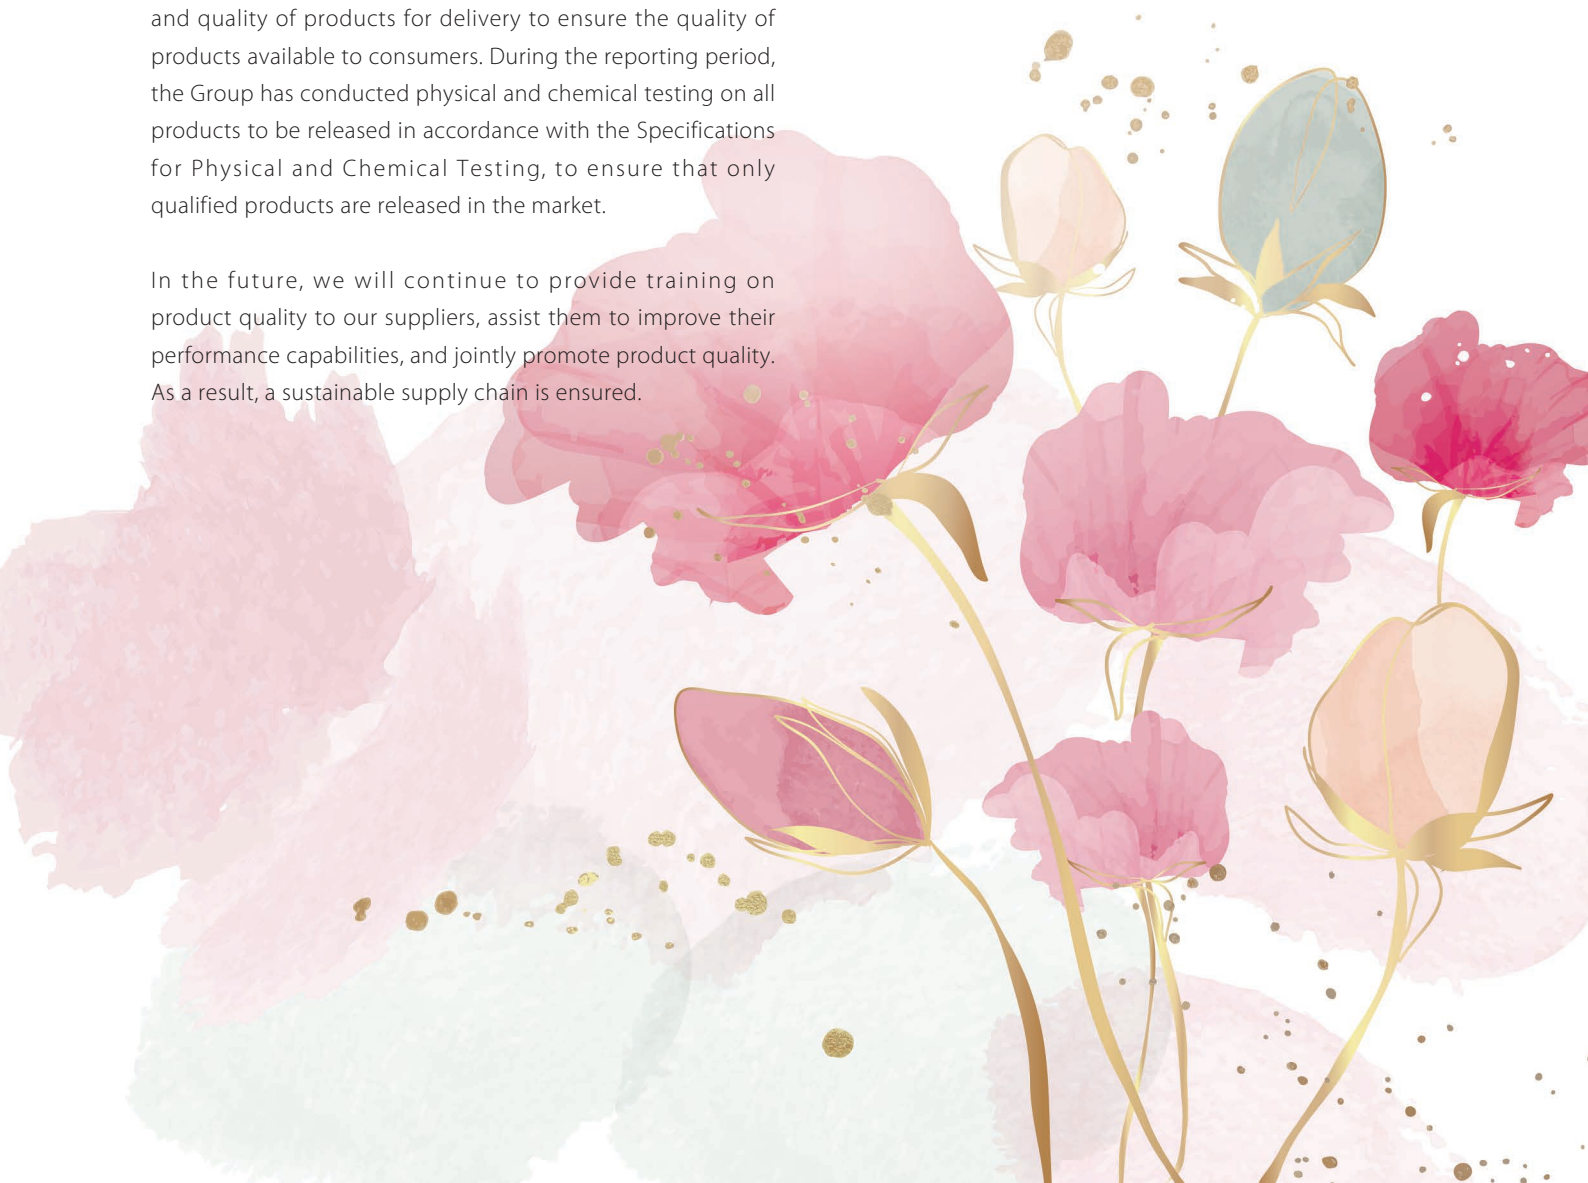 and quality of products for delivery to ensure the quality of
products available to consumers. During the reporting period,
the Group has conducted physical and chemical testing on all
products to be released in accordance with the Specifications
for Physical and Chemical Testing, to ensure that only
qualified products are released in the market.
In the future, we will continue to provide training on
product quality to our suppliers, assist them to improve their
performance capabilities, and jointly promote product quality.
As a result, a sustainable supply chain is ensured.